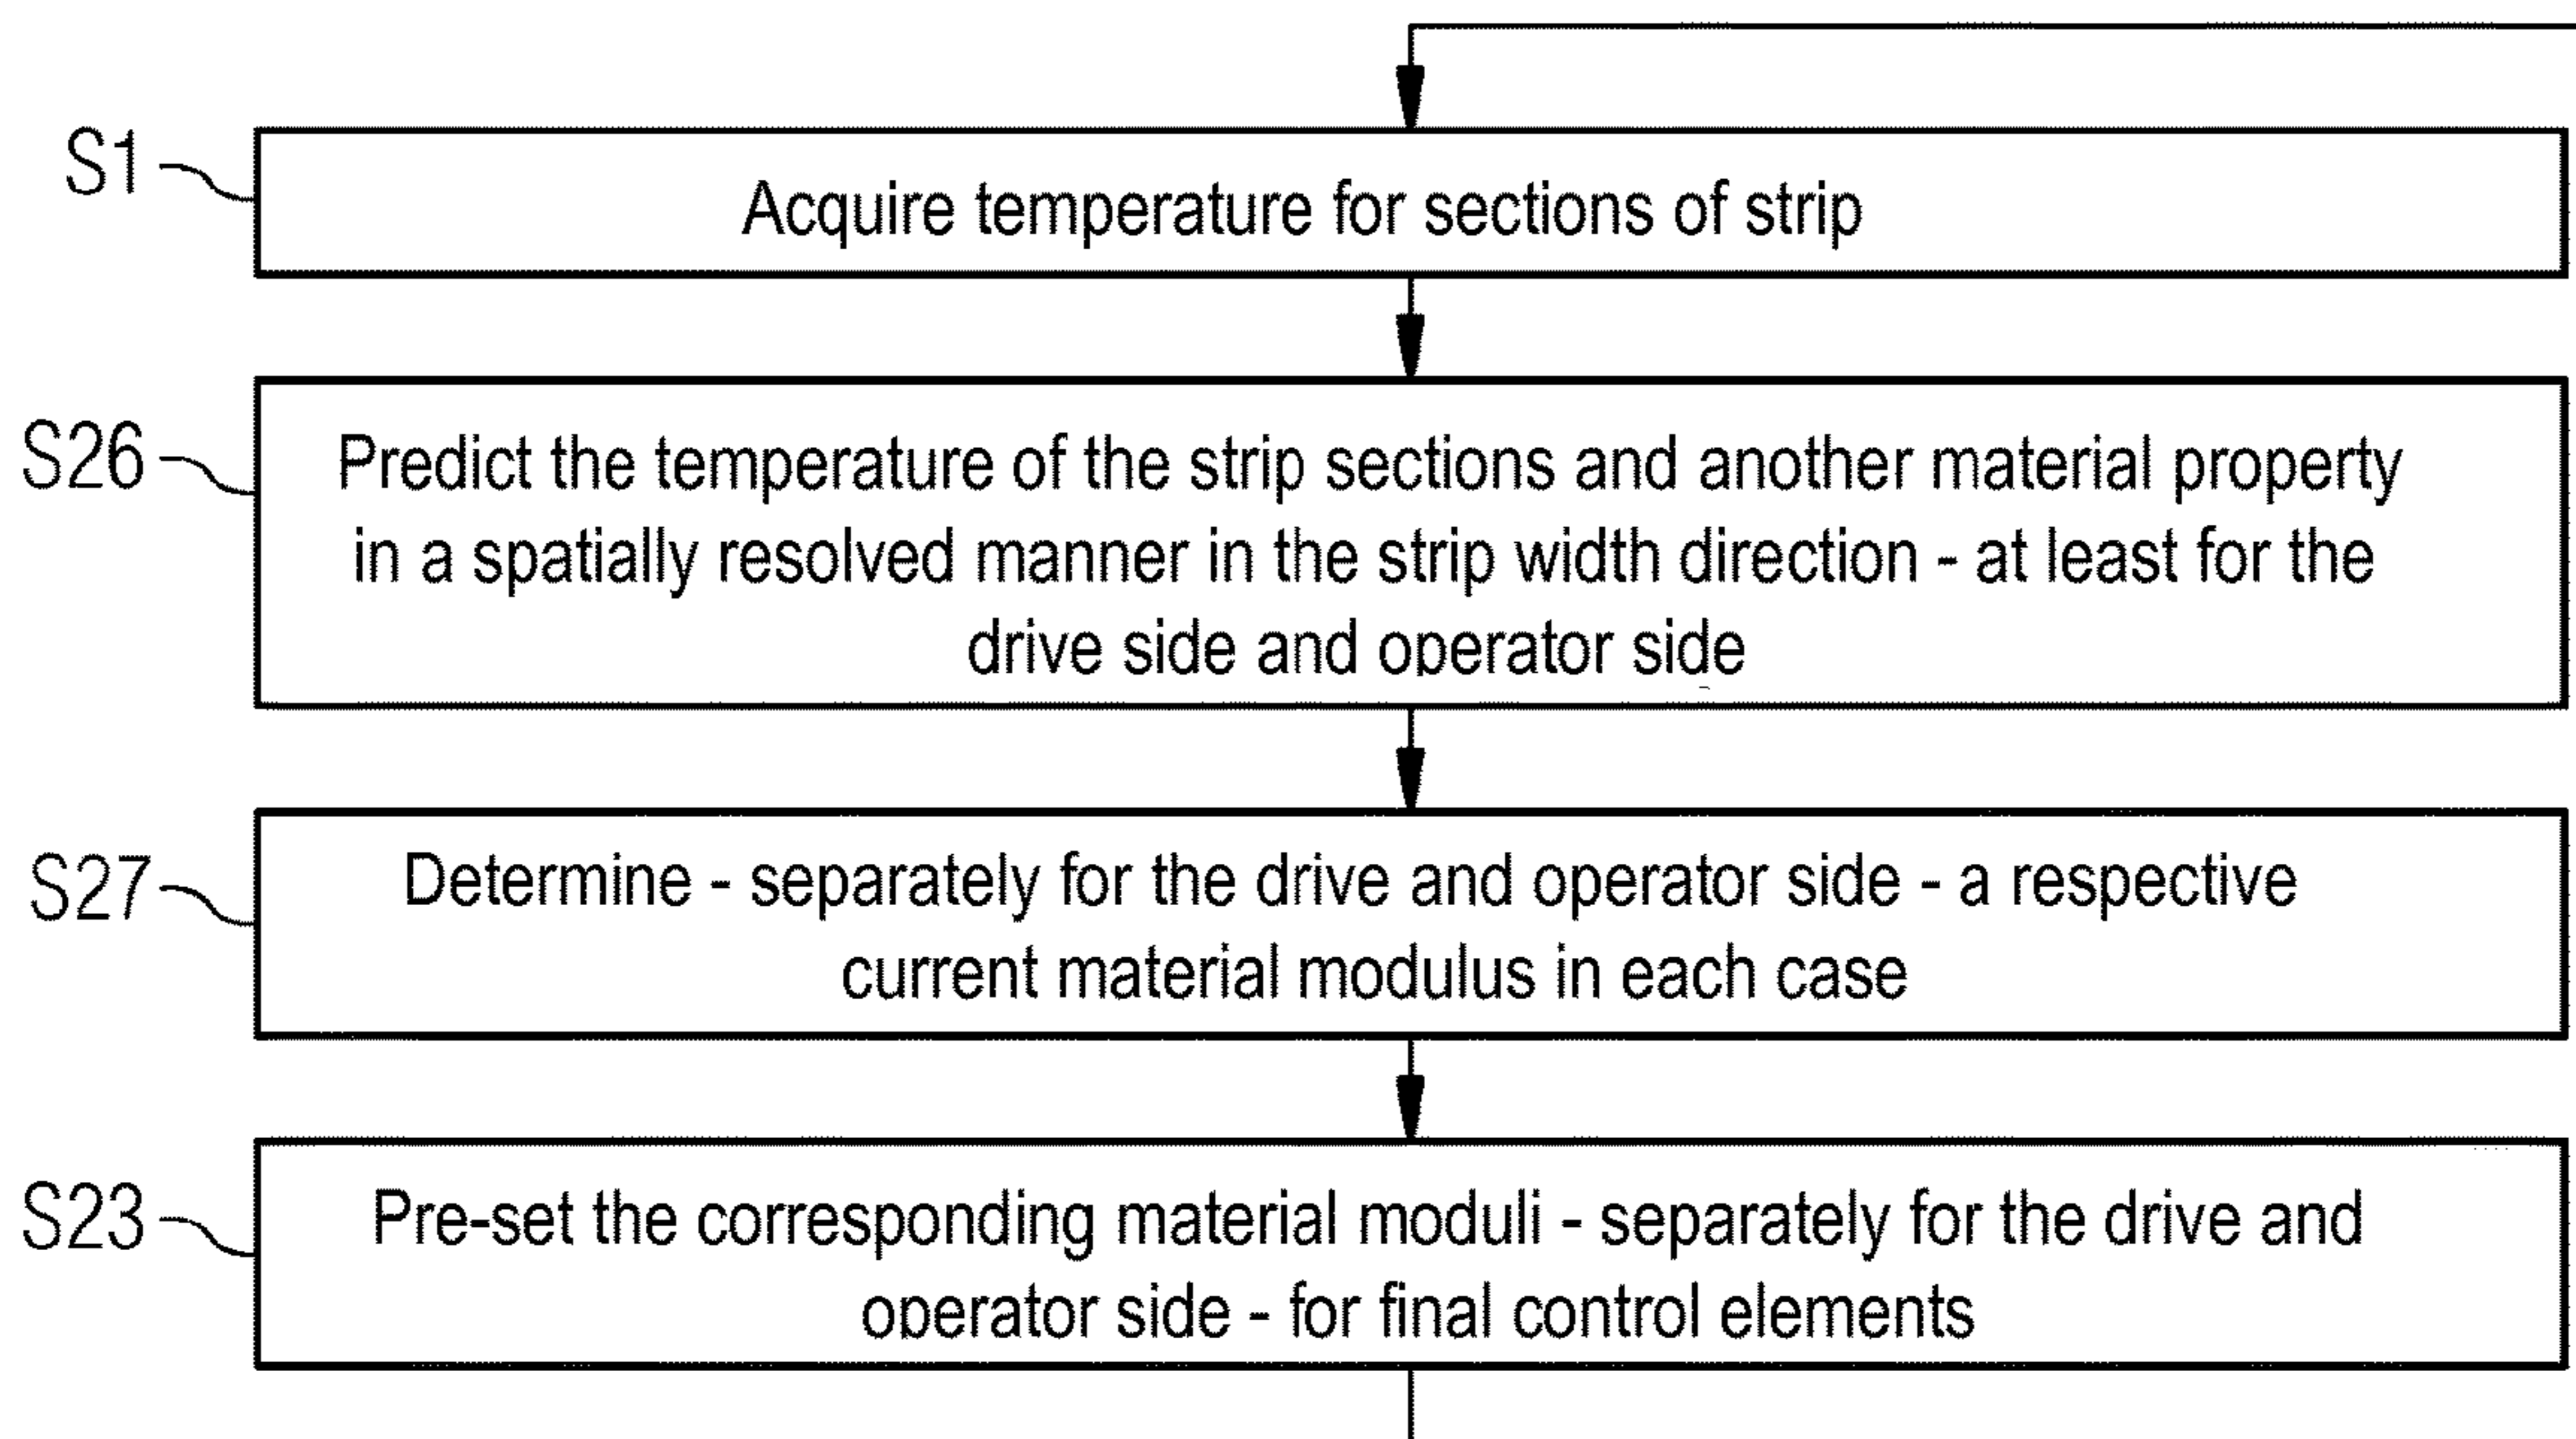 S1
Acquire temperature for sections of strip
S26
Predict the temperature of the strip sections and another material property
in a spatially resolved manner in the strip width direction - at least for the
drive side and operator side
S27
Determine - separately for the drive and operator side - a respective
current material modulus in each case
S23
Pre-set the corresponding material moduli - separately for the drive and
operator side - for final control elements